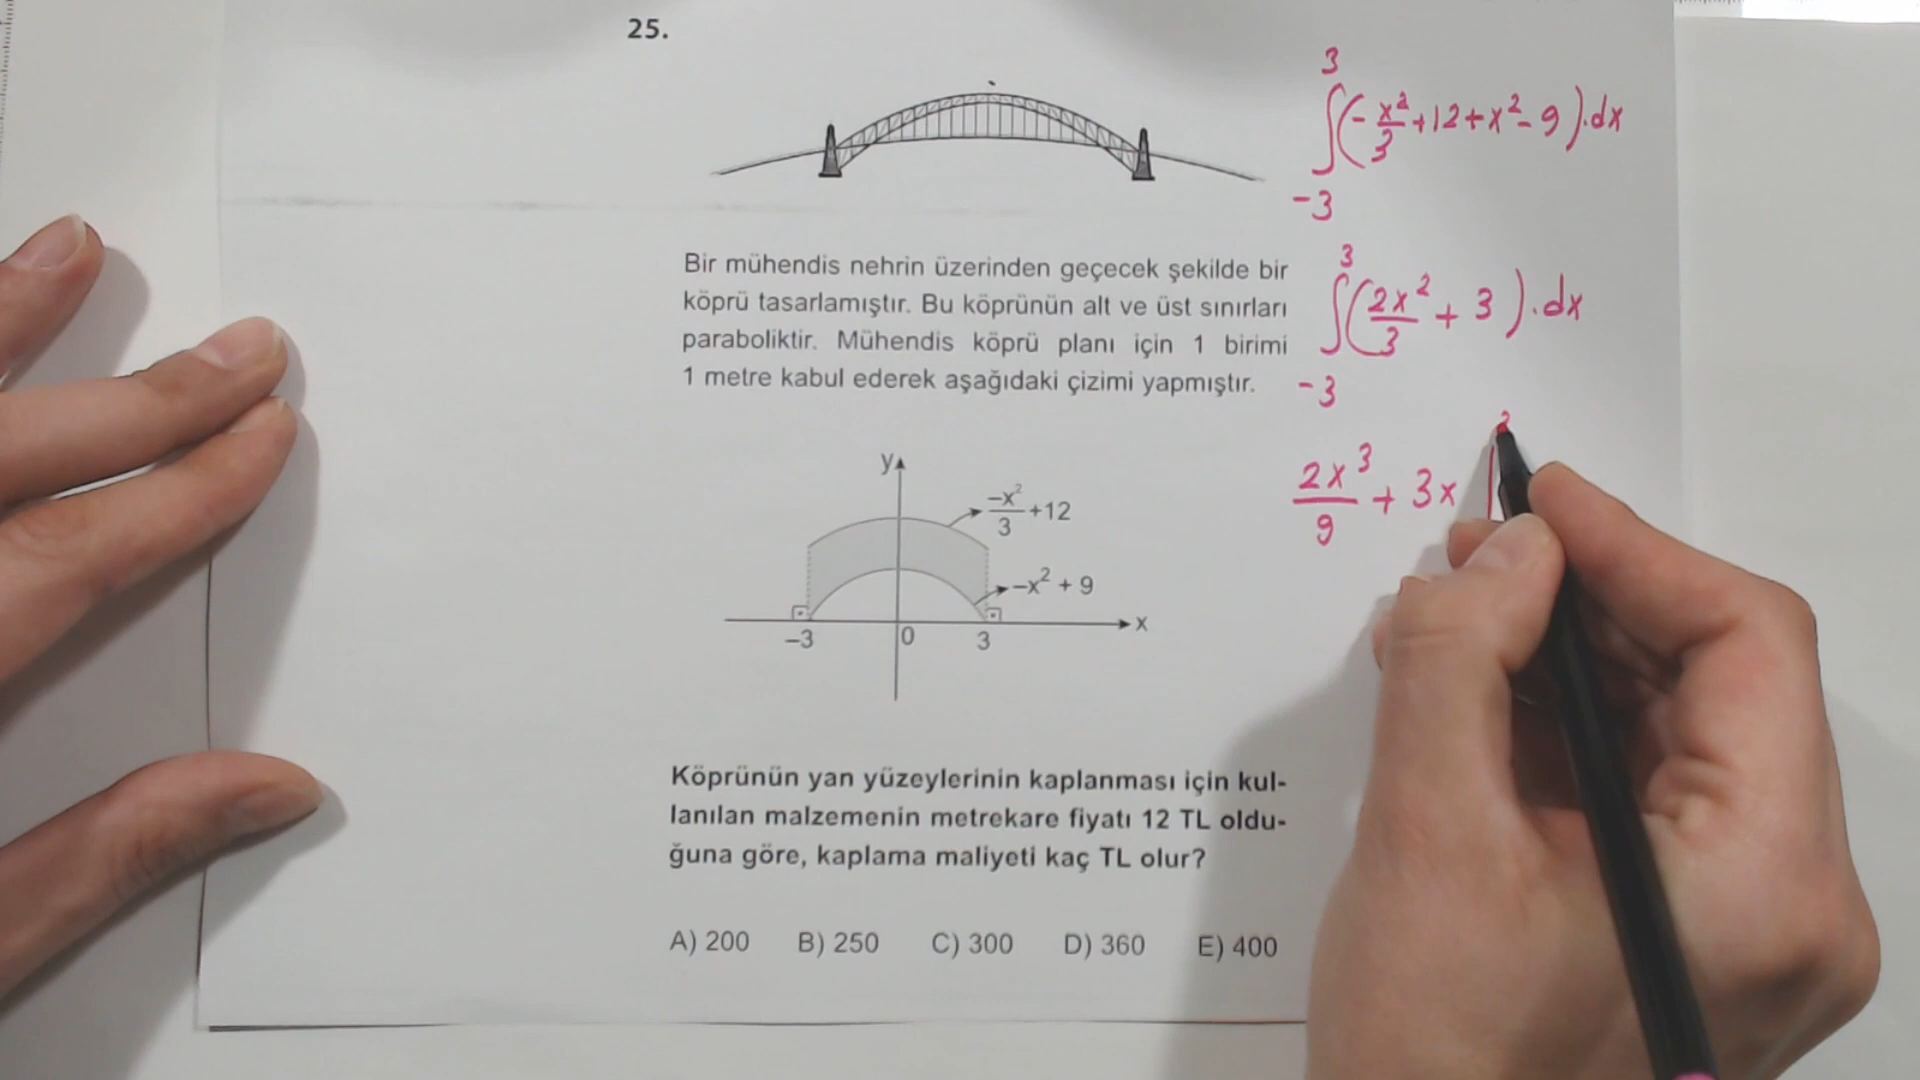 25.
Bir mühendis nehrin üzerinden geçecek şekilde bir
köprü tasarlamıştır. Bu köprünün alt ve üst sınırları
paraboliktir. Mühendis köprü planı için 1 birimi
1 metre kabul ederek aşağıdaki çizimi yapmıştır.
y
−x²/3 +12
−x² + 9
x
−3 0 3
Köprünün yan yüzeylerinin kaplanması için kul-
lanılan malzemenin metrekare fiyatı 12 TL oldu-
ğuna göre, kaplama maliyeti kaç TL olur?
A) 200 B) 250 C) 300 D) 360 E) 400
3
∫(-x²/3 +12+x²-9).dx
-3
3
∫(2x²/3 + 3).dx
-3
2x³/9 + 3x |